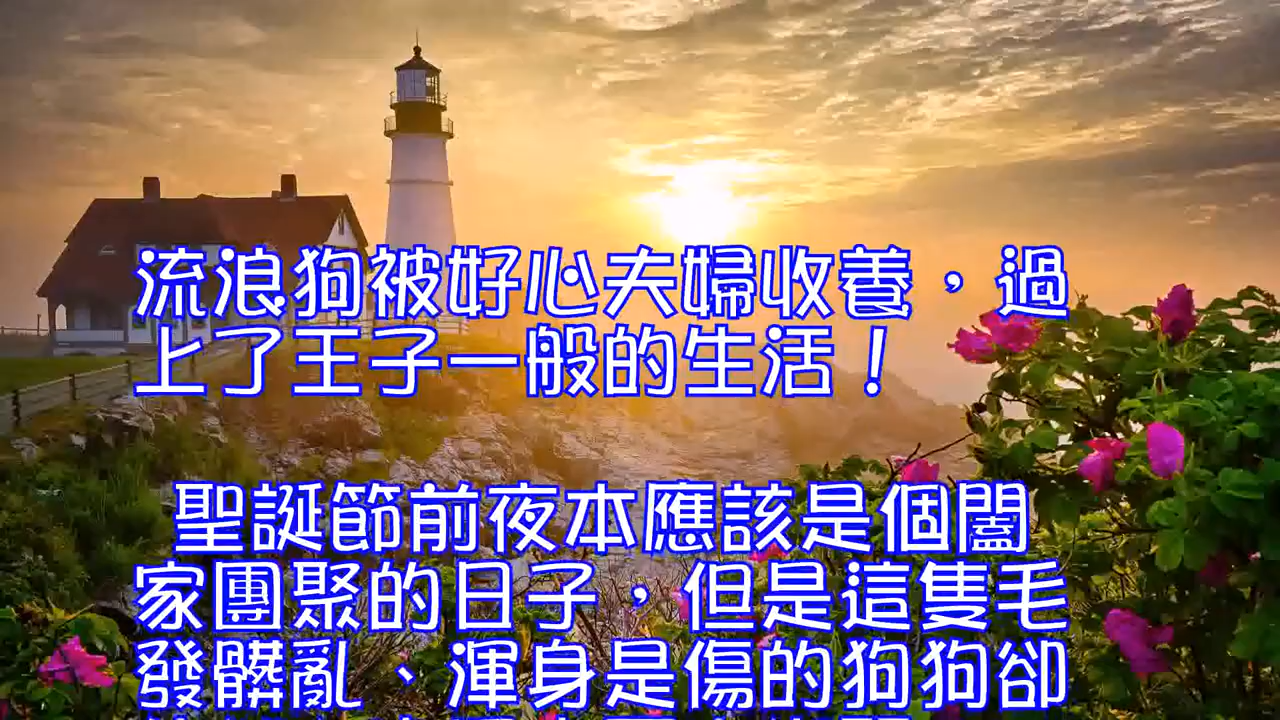 流浪狗被好心夫婦收養，過
上了王子一般的生活！
聖誕節前夜本應該是個闔
家團聚的日子，但是這隻毛
發髒亂、渾身是傷的狗狗卻